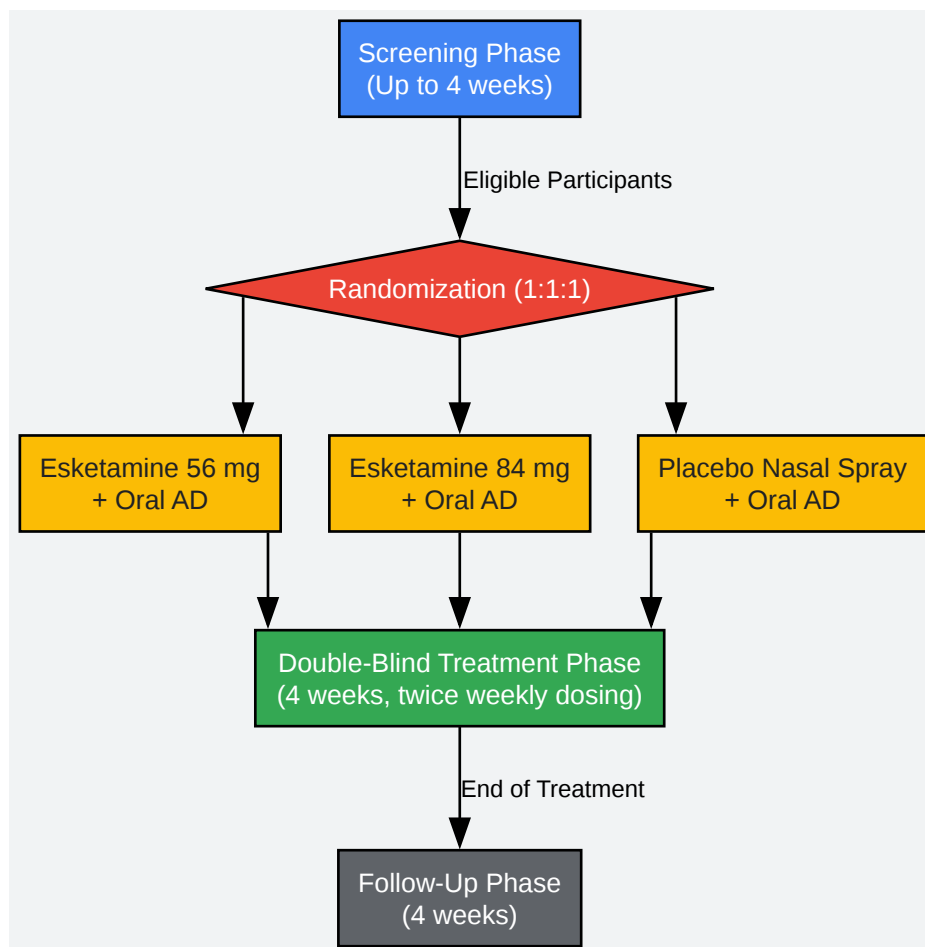 Screening Phase
(Up to 4 weeks)
Eligible Participants
Randomization (1:1:1)
Esketamine 56 mg
+ Oral AD
Esketamine 84 mg
+ Oral AD
Placebo Nasal Spray
+ Oral AD
Double-Blind Treatment Phase
(4 weeks, twice weekly dosing)
End of Treatment
Follow-Up Phase
(4 weeks)